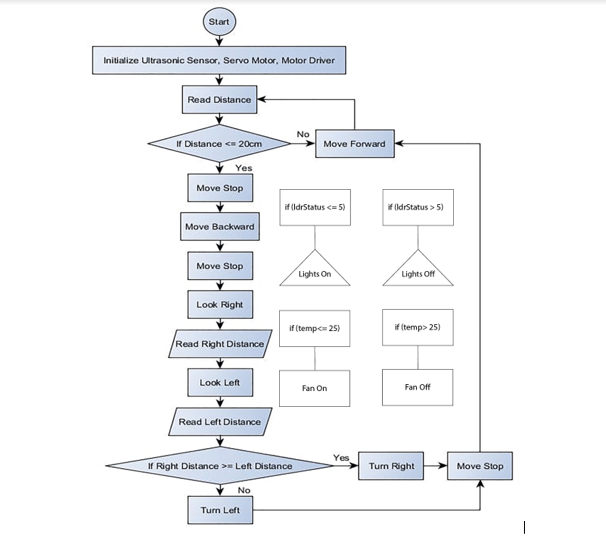 Start
Initialize Ultrasonic Sensor, Servo Motor, Motor Driver
Read Distance
If Distance <= 20cm
No
Move Forward
Yes
Move Stop
Move Backward
Move Stop
Look Right
Read Right Distance
Look Left
Read Left Distance
If Right Distance >= Left Distance
Yes
Turn Right
Move Stop
No
Turn Left
if (ldrStatus <= 5)
Lights On
if (ldrStatus > 5)
Lights Off
if (temp<= 25)
Fan On
if (temp> 25)
Fan Off